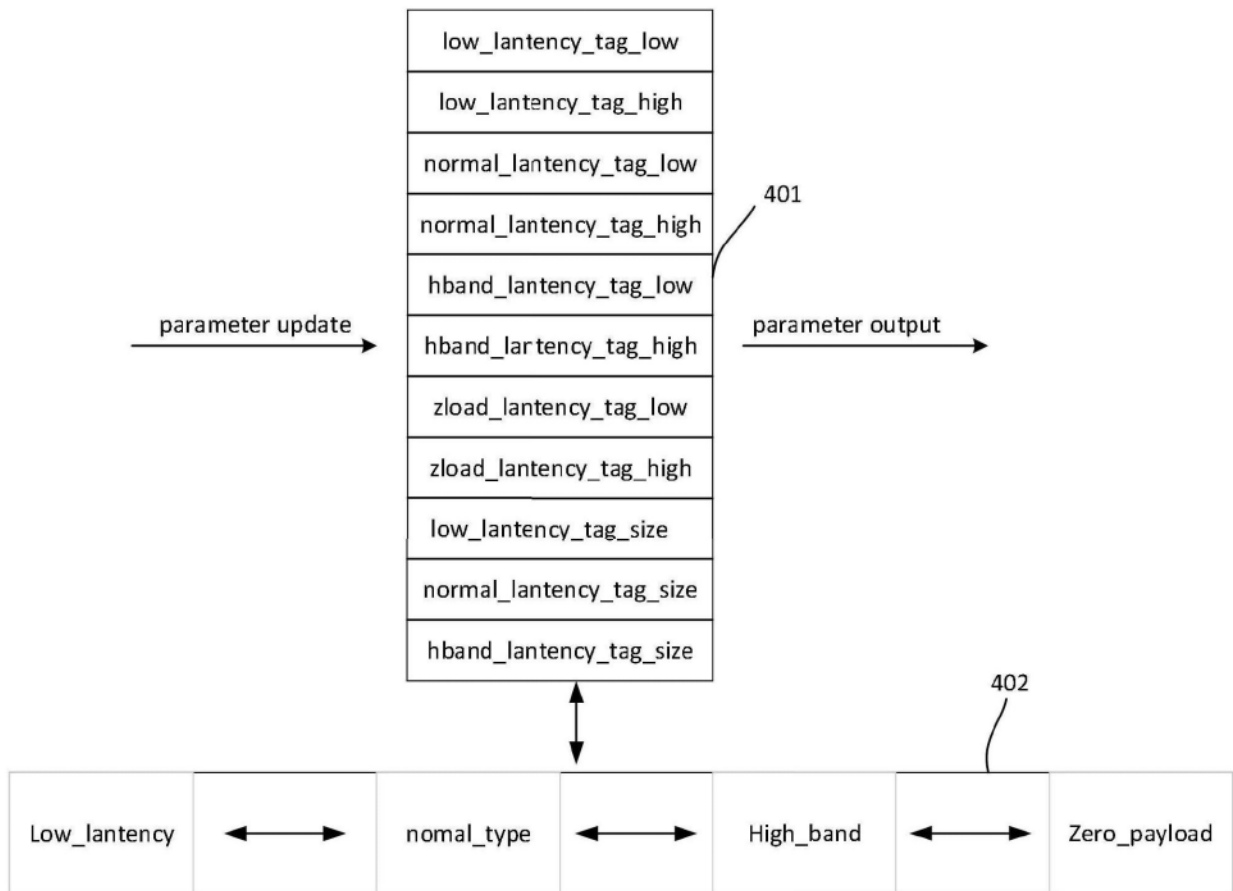 low_lantency_tag_low
low_lantency_tag_high
normal_lantency_tag_low
normal_lantency_tag_high
401
hband_lantency_tag_low
parameter update
hband_lantency_tag_high
parameter output
zload_lantency_tag_low
zload_lantency_tag_high
low_lantency_tag_size
normal_lantency_tag_size
hband_lantency_tag_size
402
Low_lantency
nomal_type
High_band
Zero_payload